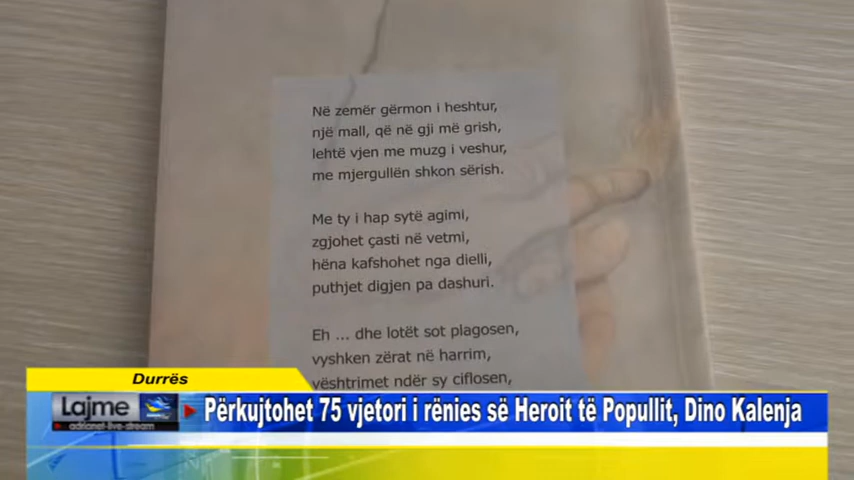 Në zemër gërmon i heshtur,
një mall, që në gji më grish,
lehtë vjen me muzg i veshur,
me mjergullën shkon sërish.
Me ty i hap sytë agimi,
zgjohet çasti në vetmi,
hëna kafshohet nga dielli,
puthjet digjen pa dashuri.
Eh ... dhe lotët sot plagosen,
vyshken zërat në harrim,
vështrimet ndër sy ciflosen,
Durrës
Lajme
adrianet-live-stream
Përkujtohet 75 vjetori i rënies së Heroit të Popullit, Dino Kalenja